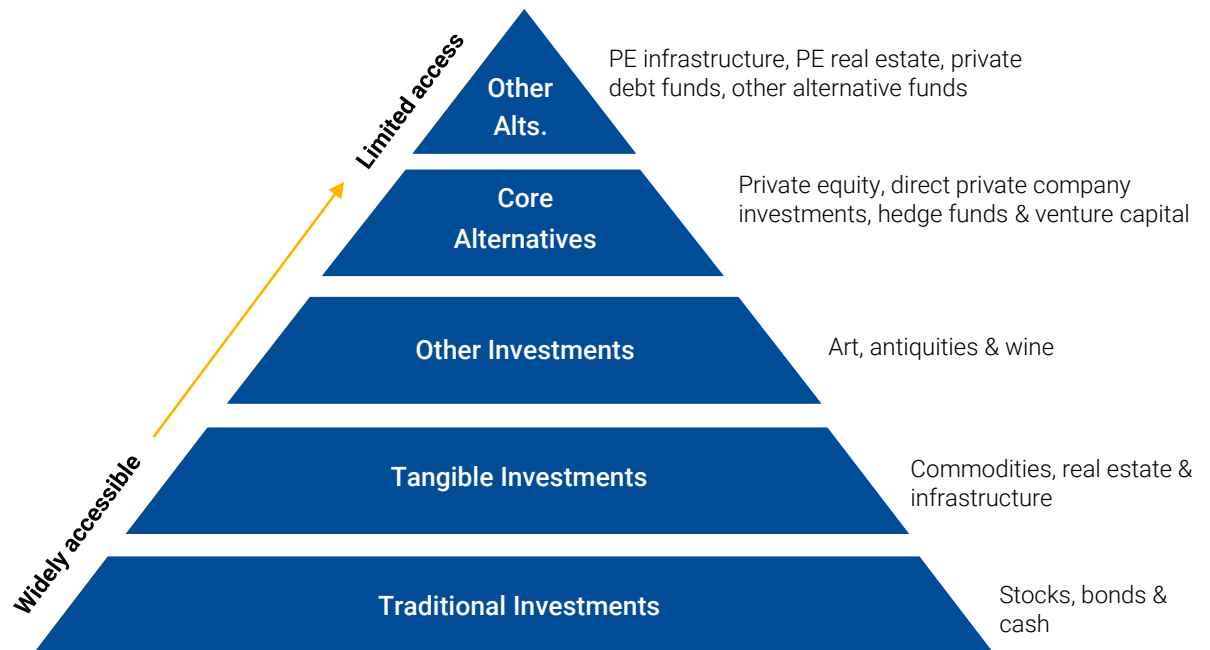 Limited access
Other
Alts.
PE infrastructure, PE real estate, private
debt funds, other alternative funds
Core
Alternatives
Private equity, direct private company
investments, hedge funds & venture capital
Other Investments
Art, antiquities & wine
Widely accessible
Tangible Investments
Commodities, real estate &
infrastructure
Traditional Investments
Stocks, bonds &
cash